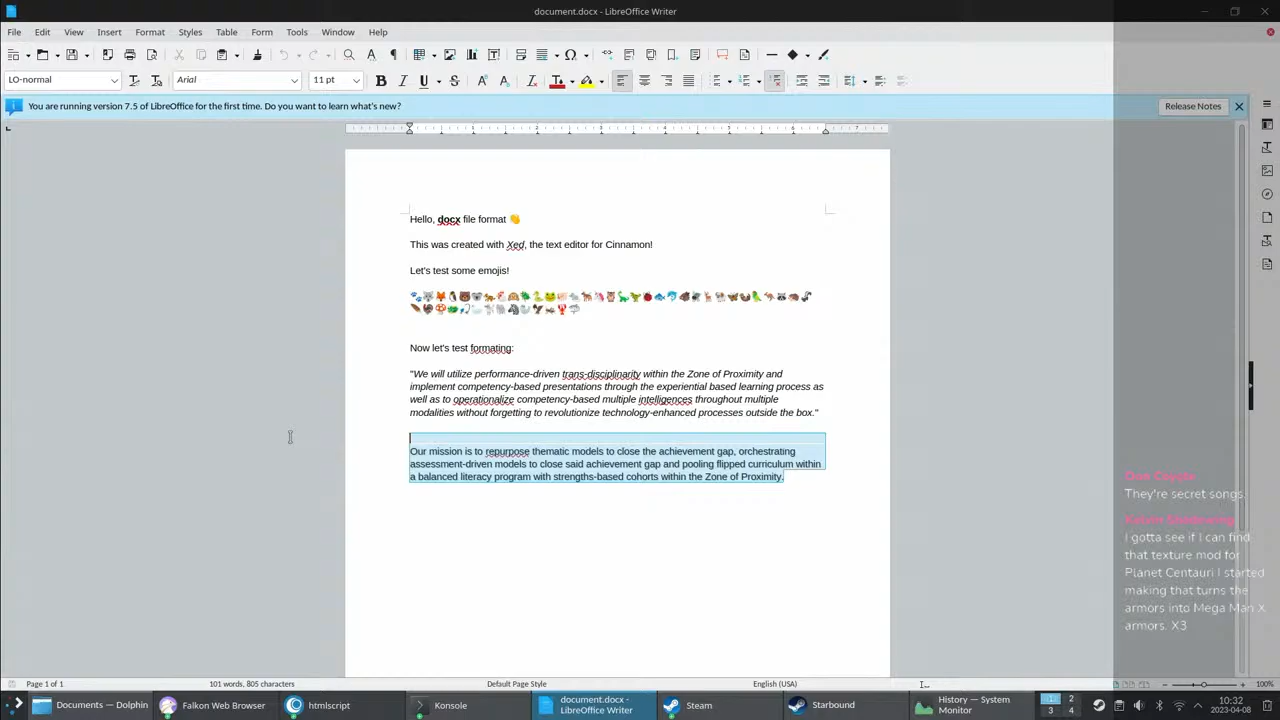 document.docx - LibreOffice Writer
File Edit View Insert Format Styles Table Form Tools Window Help
LO-normal Arial 11 pt
You are running version 7.5 of LibreOffice for the first time. Do you want to learn what's new? Release Notes
Hello, docx file format 👏
This was created with Xed, the text editor for Cinnamon!
Let's test some emojis!
Now let's test formating:
"We will utilize performance-driven trans-disciplinarity within the Zone of Proximity and
implement competency-based presentations through the experiential based learning process as
well as to operationalize competency-based multiple intelligences throughout multiple
modalities without forgetting to revolutionize technology-enhanced processes outside the box."
Our mission is to repurpose thematic models to close the achievement gap, orchestrating
assessment-driven models to close said achievement gap and pooling flipped curriculum within
a balanced literacy program with strengths-based cohorts within the Zone of Proximity.
They're secret songs.
I gotta see if I can find
that texture mod for
Planet Centauri I started
making that turns the
armors into Mega Man X
armors. X3
Page 1 of 1 101 words, 805 characters Default Page Style English (USA) 100%
Documents — Dolphin
Falkon Web Browser
htmlscript
Konsole
document.docx -
LibreOffice Writer
Steam
Starbound
History — System
Monitor
1 2
3 4
10:32
2023-04-08